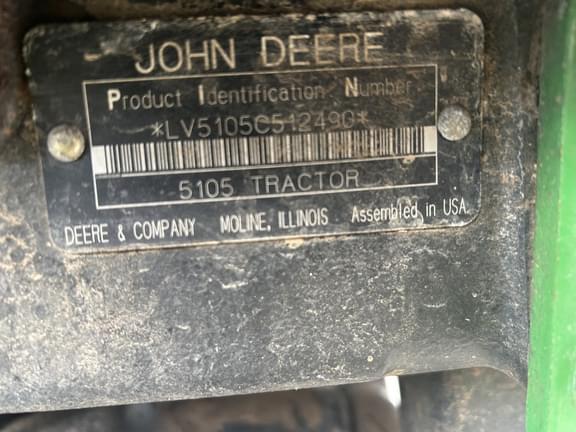 JOHN DEERE
Product Identification Number
*LV5105C512490*
5105 TRACTOR
DEERE & COMPANY MOLINE, ILLINOIS Assembled in USA